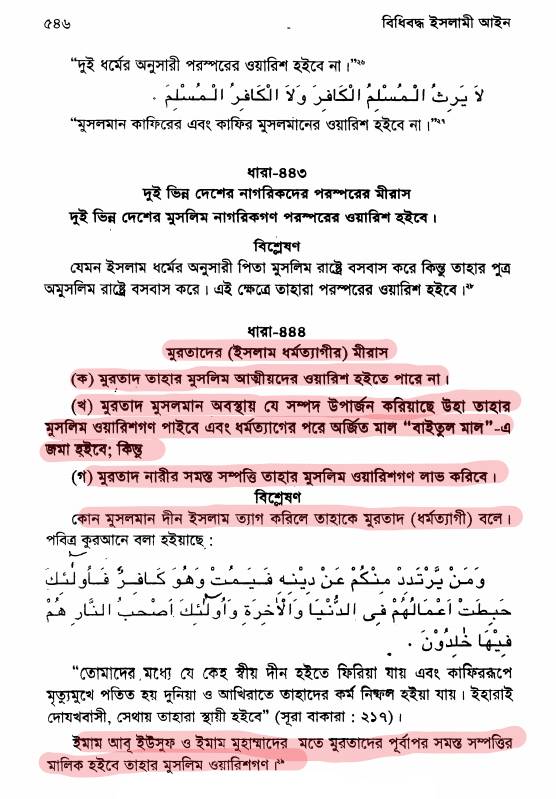 ৫৪৬ বিধিবদ্ধ ইসলামী আইন
“দুই ধর্মের অনুসারী পরস্পরের ওয়ারিশ হইবে না।”২৬
لاَ يَرِثُ الْمُسْلِمُ الْكَافِرَ وَلاَ الْكَافِرُ الْمُسْلِمَ .
“মুসলমান কাফিরের এবং কাফির মুসলমানের ওয়ারিশ হইবে না।”২৭
ধারা-৪৪৩
দুই ভিন্ন দেশের নাগরিকদের পরস্পরের মীরাস
দুই ভিন্ন দেশের মুসলিম নাগরিকগণ পরস্পরের ওয়ারিশ হইবে।
বিশ্লেষণ
যেমন ইসলাম ধর্মের অনুসারী পিতা মুসলিম রাষ্ট্রে বসবাস করে কিন্তু তাহার পুত্র
অমুসলিম রাষ্ট্রে বসবাস করে। এই ক্ষেত্রে তাহারা পরস্পরের ওয়ারিশ হইবে।২৮
ধারা-৪৪৪
মুরতাদের (ইসলাম ধর্মত্যাগীর) মীরাস
(ক) মুরতাদ তাহার মুসলিম আত্মীয়দের ওয়ারিশ হইতে পারে না।
(খ) মুরতাদ মুসলমান অবস্থায় যে সম্পদ উপার্জন করিয়াছে উহা তাহার
মুসলিম ওয়ারিশগণ পাইবে এবং ধর্মত্যাগের পরে অর্জিত মাল “বাইতুল মাল”-এ
জমা হইবে; কিন্তু
(গ) মুরতাদ নারীর সমস্ত সম্পত্তি তাহার মুসলিম ওয়ারিশগণ লাভ করিবে।
বিশ্লেষণ
কোন মুসলমান দীন ইসলাম ত্যাগ করিলে তাহাকে মুরতাদ (ধর্মত্যাগী) বলে।
পবিত্র কুরআনে বলা হইয়াছে :
وَمَنْ يَّرْتَدِدْ مِنْكُمْ عَنْ دِيْنِهٖ فَيَمُتْ وَهُوَ كَافِرٌ فَأُولٰئِكَ
حَبِطَتْ اَعْمَالُهُمْ فِى الدُّنْيَا وَالْاٰخِرَةِ وَاُولٰئِكَ اَصْحٰبُ النَّارِ هُمْ
فِيْهَا خٰلِدُوْنَ .
“তোমাদের মধ্যে যে কেহ স্বীয় দীন হইতে ফিরিয়া যায় এবং কাফিররূপে
মৃত্যুমুখে পতিত হয় দুনিয়া ও আখিরাতে তাহাদের কর্ম নিষ্ফল হইয়া যায়। ইহারাই
দোযখবাসী, সেথায় তাহারা স্থায়ী হইবে” (সূরা বাকারা : ২১৭)।
ইমাম আবূ ইউসুফ ও ইমাম মুহাম্মাদের মতে মুরতাদের পূর্বাপর সমস্ত সম্পত্তির
মালিক হইবে তাহার মুসলিম ওয়ারিশগণ।২৯